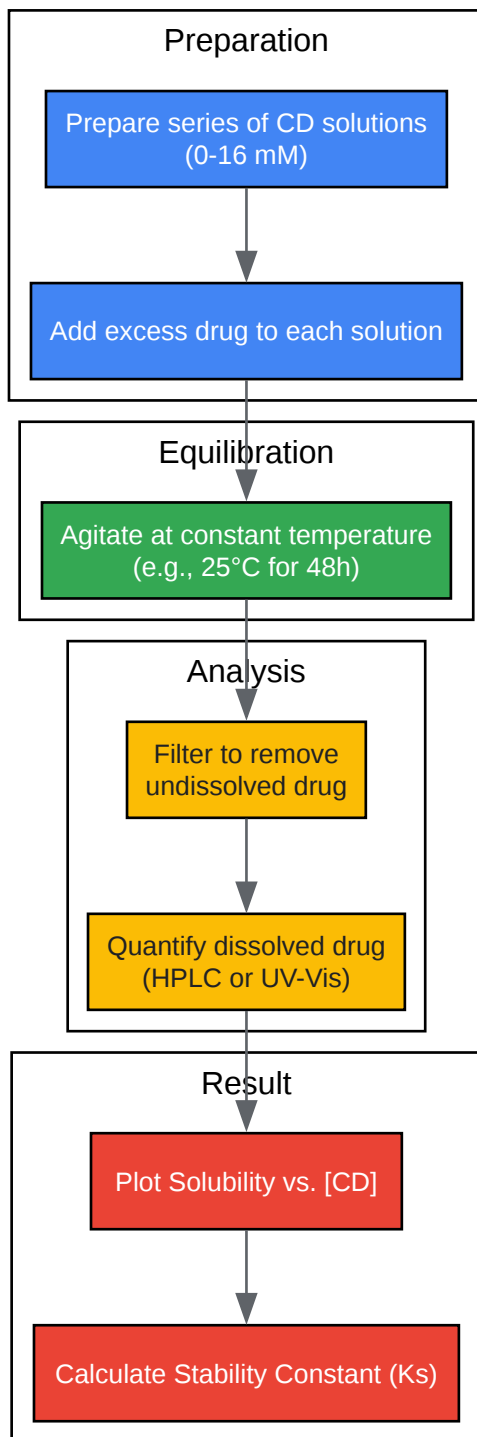 Preparation
Prepare series of CD solutions
(0-16 mM)
Add excess drug to each solution
Equilibration
Agitate at constant temperature
(e.g., 25°C for 48h)
Analysis
Filter to remove
undissolved drug
Quantify dissolved drug
(HPLC or UV-Vis)
Result
Plot Solubility vs. [CD]
Calculate Stability Constant (Ks)